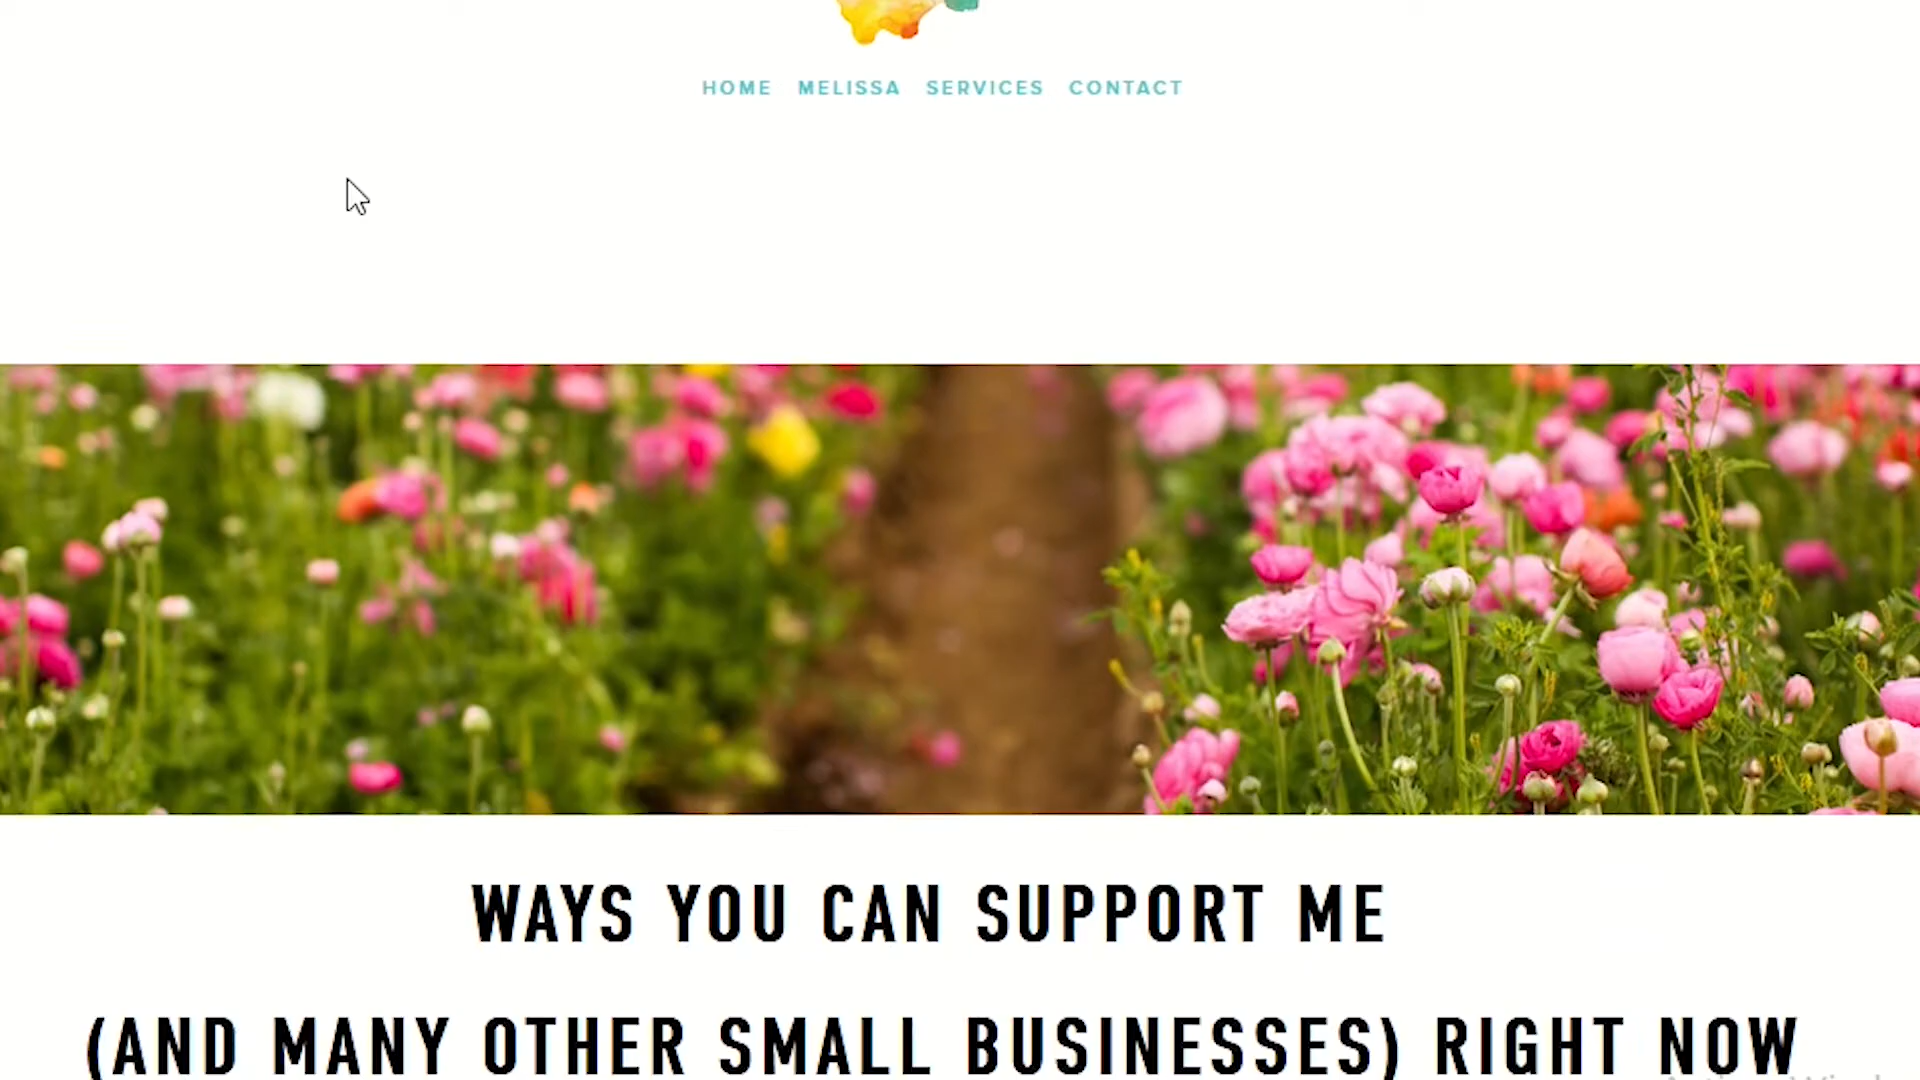 HOME MELISSA SERVICES CONTACT
WAYS YOU CAN SUPPORT ME
(AND MANY OTHER SMALL BUSINESSES) RIGHT NOW